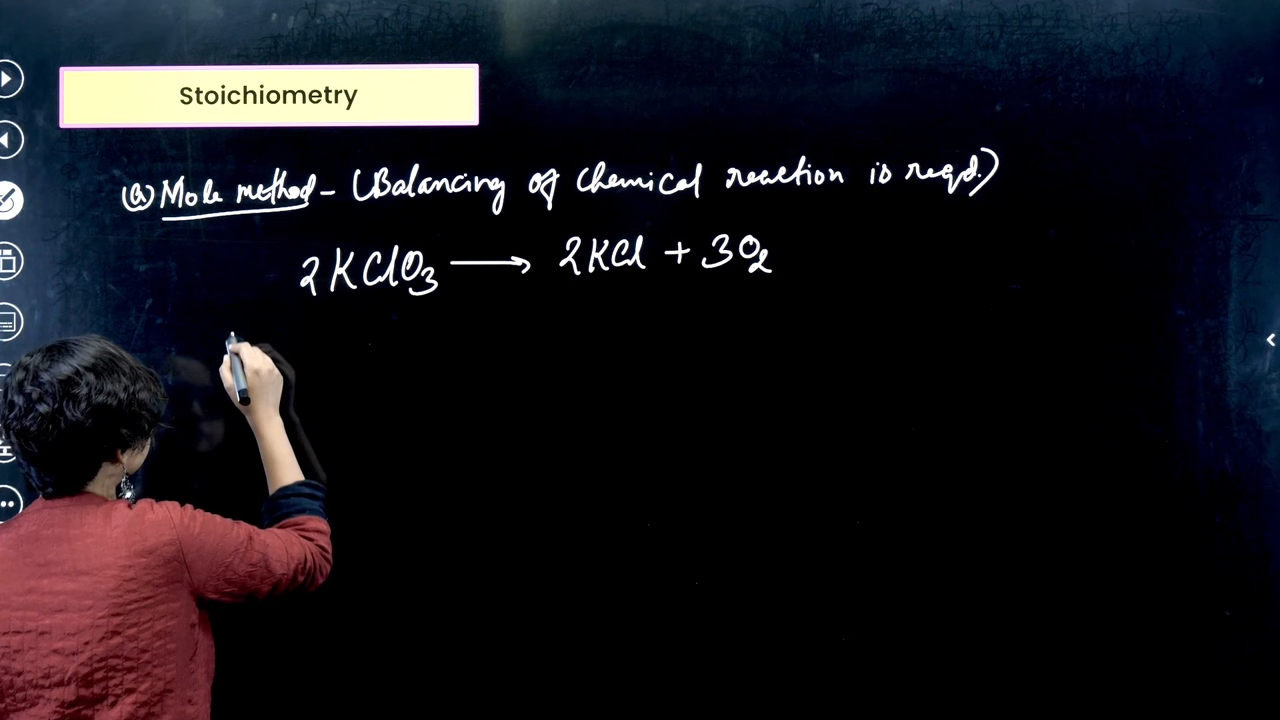 Stoichiometry
(a) Mole method - (Balancing of chemical reaction is reqd.)
2KClO₃ ⟶ 2KCl + 3O₂